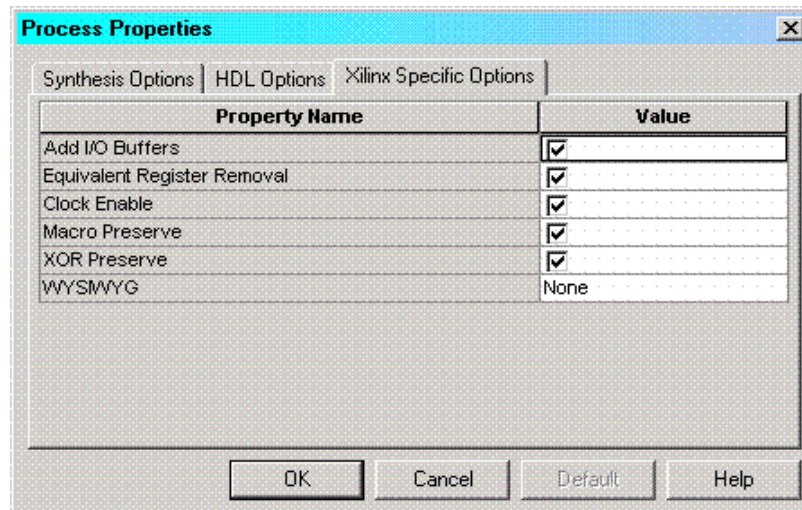 Process Properties
Synthesis Options HDL Options Xilinx Specific Options
Property Name Value
Add I/O Buffers
Equivalent Register Removal
Clock Enable
Macro Preserve
XOR Preserve
WYSIWYG None
OK Cancel Default Help